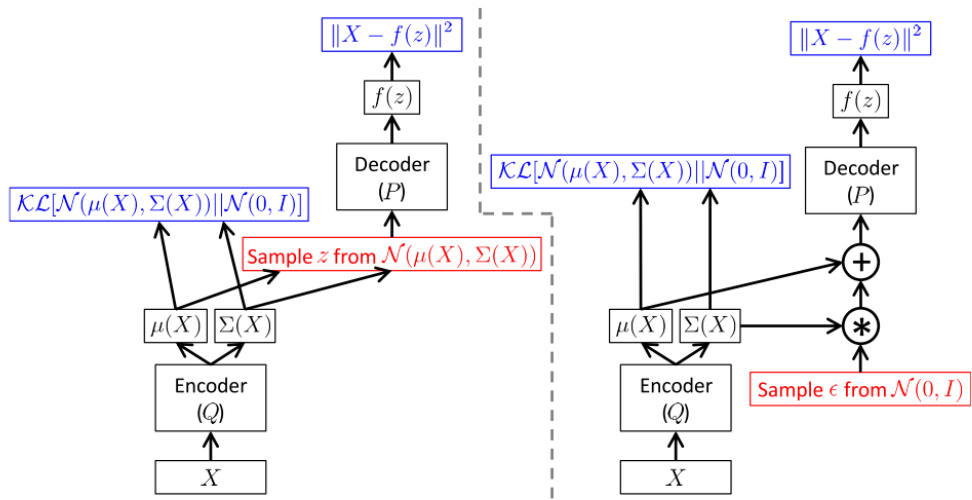 ‖X − f(z)‖²
f(z)
Decoder
(P)
𝒦ℒ[𝒩(μ(X), Σ(X))||𝒩(0, I)]
Sample z from 𝒩(μ(X), Σ(X))
μ(X)
Σ(X)
Encoder
(Q)
X
‖X − f(z)‖²
f(z)
Decoder
(P)
𝒦ℒ[𝒩(μ(X), Σ(X))||𝒩(0, I)]
+
μ(X)
Σ(X)
*
Encoder
(Q)
Sample ϵ from 𝒩(0, I)
X